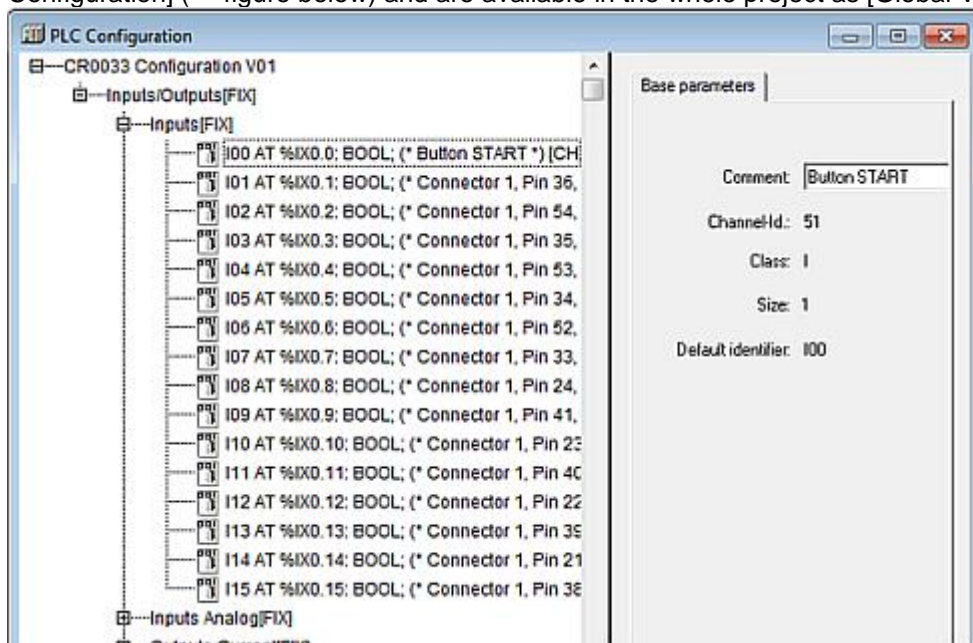 Configuration] (→ figure below) and are available in the whole project as [Global
PLC Configuration
CR0033 Configuration V01
Inputs/Outputs[FIX]
Inputs[FIX]
I00 AT %IX0.0: BOOL; (* Button START *) [CH
I01 AT %IX0.1: BOOL; (* Connector 1, Pin 36,
I02 AT %IX0.2: BOOL; (* Connector 1, Pin 54,
I03 AT %IX0.3: BOOL; (* Connector 1, Pin 35,
I04 AT %IX0.4: BOOL; (* Connector 1, Pin 53,
I05 AT %IX0.5: BOOL; (* Connector 1, Pin 34,
I06 AT %IX0.6: BOOL; (* Connector 1, Pin 52,
I07 AT %IX0.7: BOOL; (* Connector 1, Pin 33,
I08 AT %IX0.8: BOOL; (* Connector 1, Pin 24,
I09 AT %IX0.9: BOOL; (* Connector 1, Pin 41,
I10 AT %IX0.10: BOOL; (* Connector 1, Pin 23
I11 AT %IX0.11: BOOL; (* Connector 1, Pin 40
I12 AT %IX0.12: BOOL; (* Connector 1, Pin 22
I13 AT %IX0.13: BOOL; (* Connector 1, Pin 39
I14 AT %IX0.14: BOOL; (* Connector 1, Pin 21
I15 AT %IX0.15: BOOL; (* Connector 1, Pin 38
Inputs Analog[FIX]
Base parameters
Comment: Button START
Channel-Id.: 51
Class: I
Size: 1
Default identifier: I00